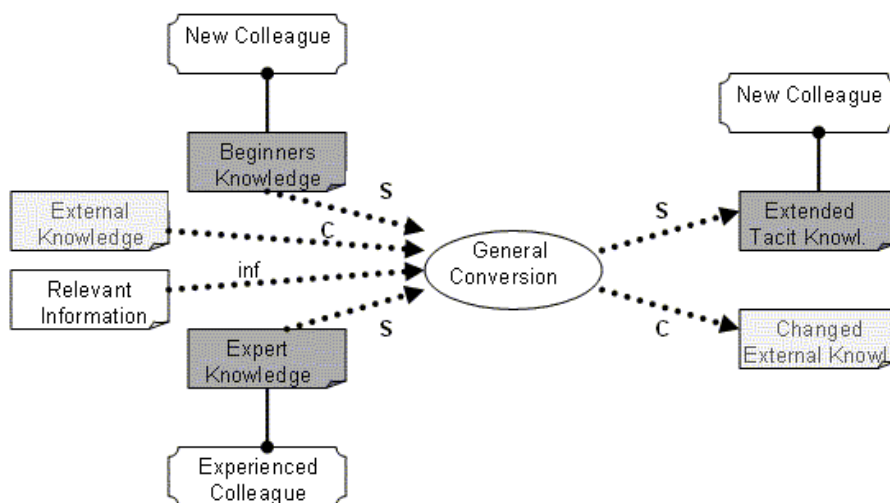 New Colleague
Beginners
Knowledge
S
External
Knowledge
C
inf
Relevant
Information
S
Expert
Knowledge
Experienced
Colleague
General
Conversion
New Colleague
S
Extended
Tacit Knowl.
C
Changed
External Knowl.